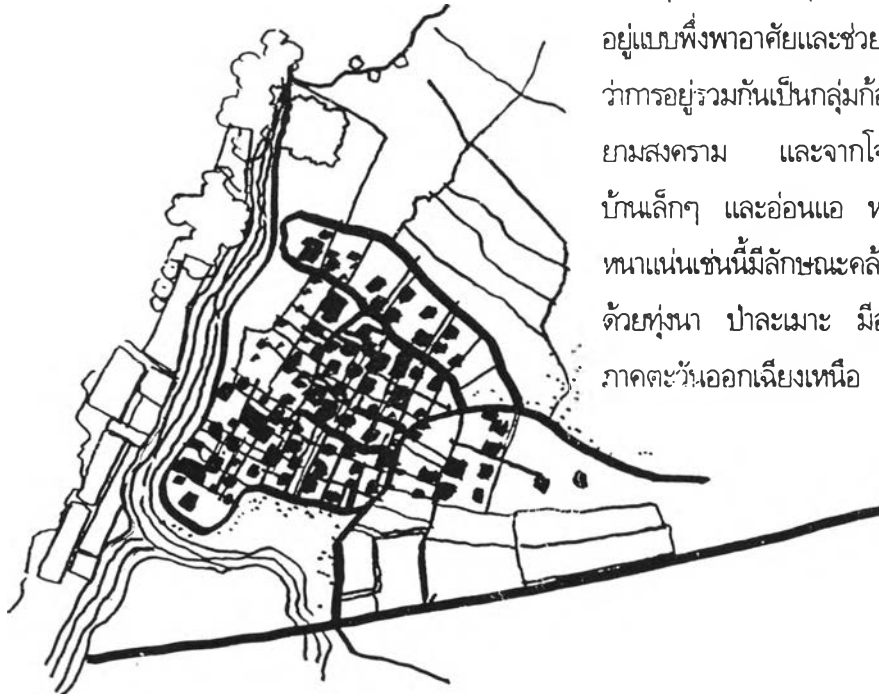 อยู่แบบพึ่งพาอาศัยและช่วย
ว่าการอยู่รวมกันเป็นกลุ่มก้
ยามสงคราม และจากโจ
บ้านเล็กๆ และอ่อนแอ ห
หนาแน่นเช่นนี้มีลักษณะคล้
ด้วยทุ่งนา ป่าละเมาะ มี
ภาคตะวันออกเฉียงเหนือ